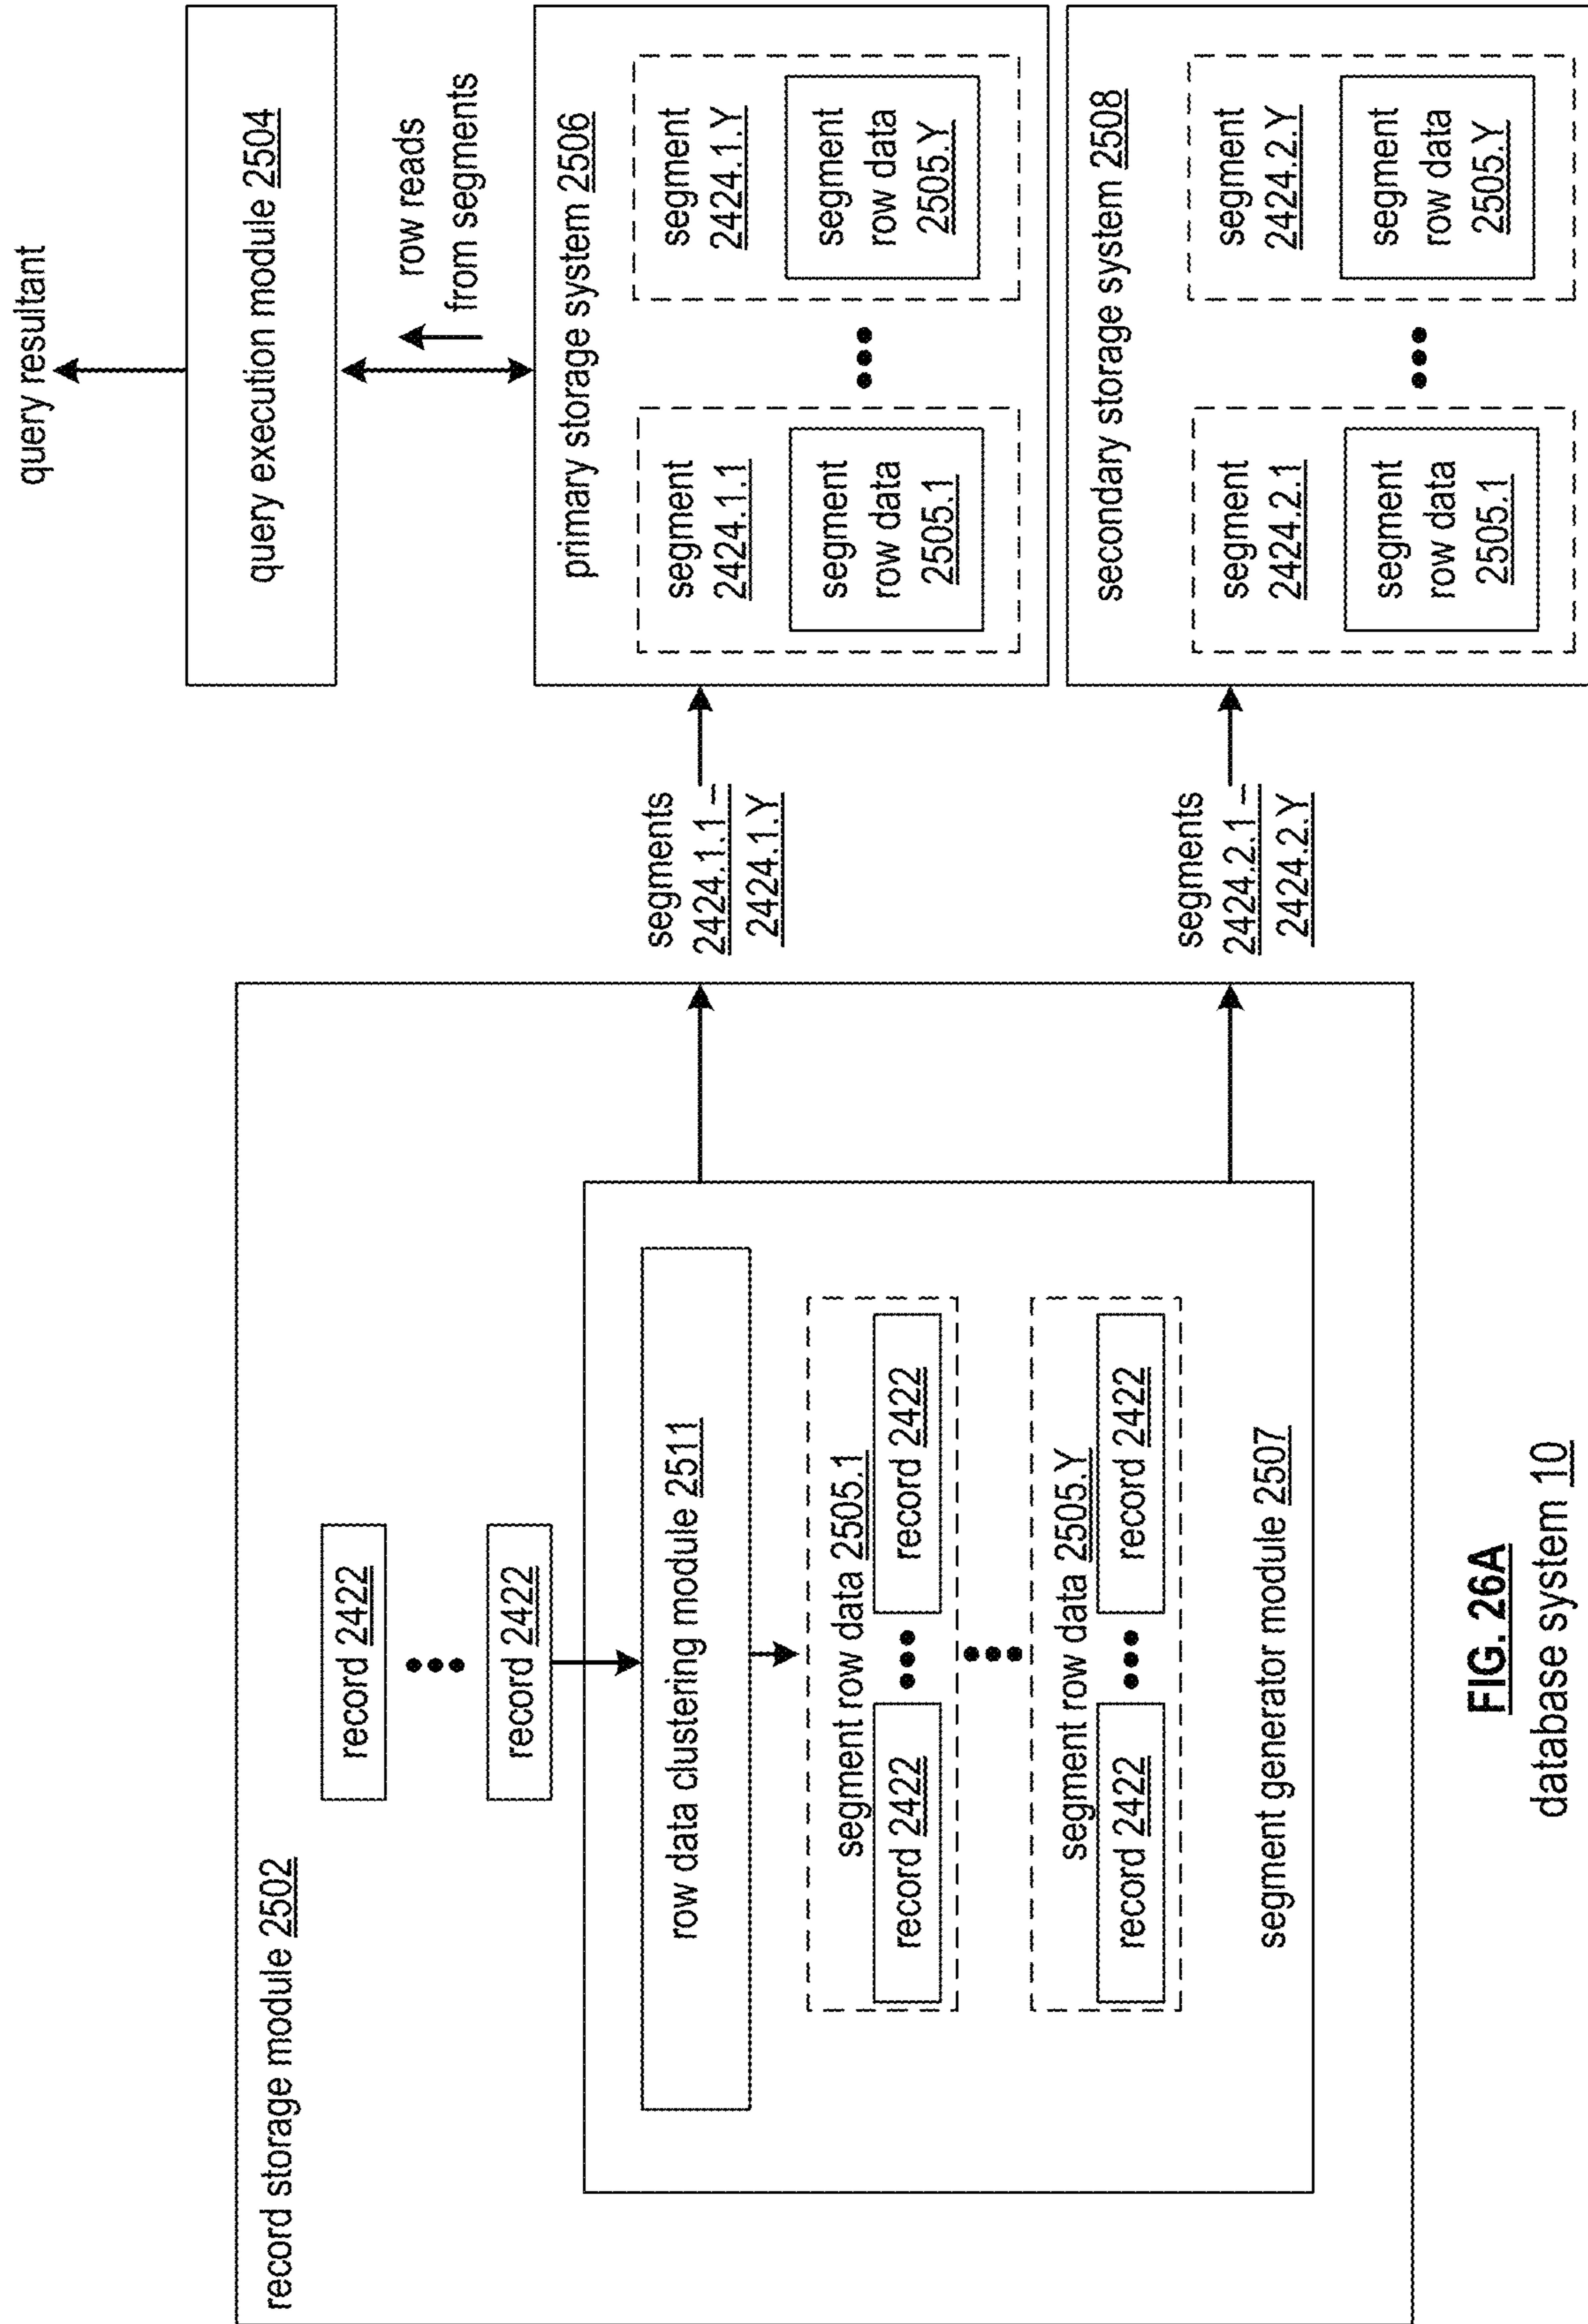 record storage module 2502
record 2422
record 2422
row data clustering module 2511
segment row data 2505.1
record 2422
record 2422
segment row data 2505.Y
record 2422
record 2422
segment generator module 2507
segments
2424.1.1 –
2424.1.Y
segments
2424.2.1 –
2424.2.Y
query resultant
query execution module 2504
row reads
from segments
primary storage system 2506
segment
2424.1.1
segment
row data
2505.1
segment
2424.1.Y
segment
row data
2505.Y
secondary storage system 2508
segment
2424.2.1
segment
row data
2505.1
segment
2424.2.Y
segment
row data
2505.Y
FIG. 26A
database system 10